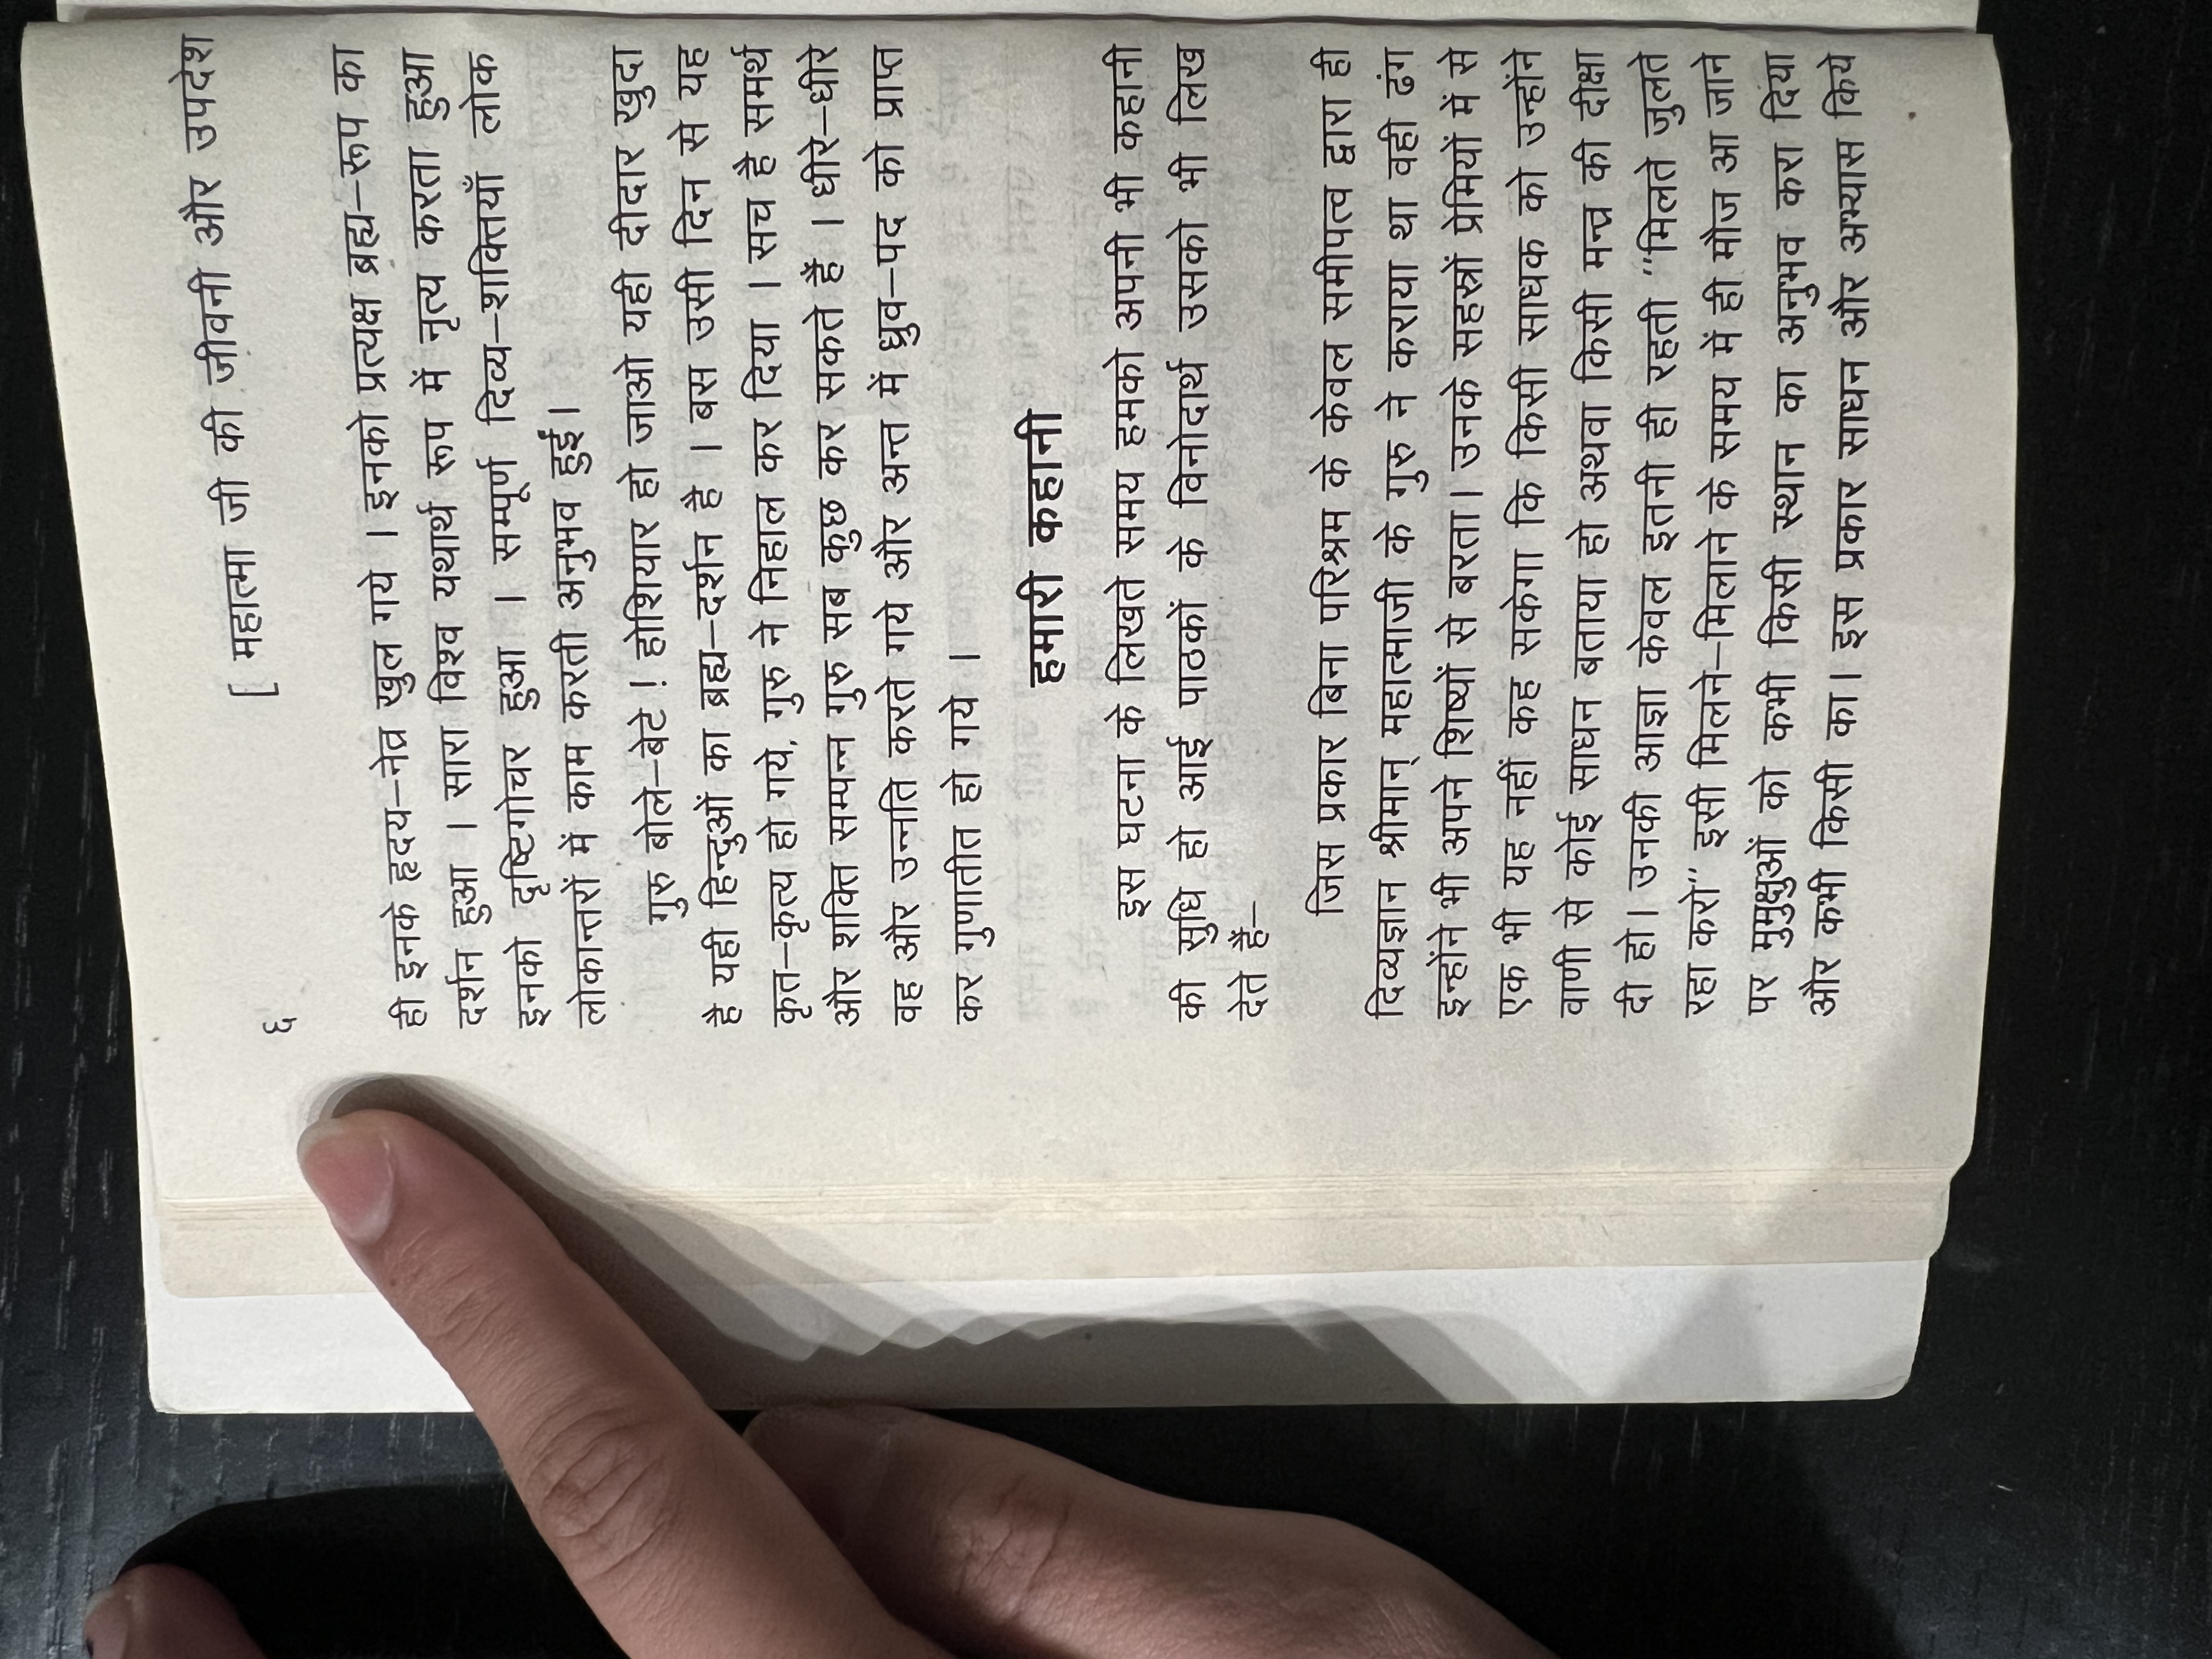 ६ [ महात्मा जी की जीवनी और उपदेश
ही इनके हृदय–नेत्र खुल गये । इनको प्रत्यक्ष ब्रह्म–रूप का
दर्शन हुआ । सारा विश्व यथार्थ रूप में नृत्य करता हुआ
इनको दृष्टिगोचर हुआ । सम्पूर्ण दिव्य–शक्तियाँ लोक
लोकान्तरों में काम करती अनुभव हुईं ।
गुरु बोले–बेटे ! होशियार हो जाओ यही दीदार खुदा
है यही हिन्दुओं का ब्रह्म–दर्शन है । बस उसी दिन से यह
कृत–कृत्य हो गये, गुरु ने निहाल कर दिया । सच है समर्थ
और शक्ति सम्पन्न गुरु सब कुछ कर सकते हैं । धीरे–धीरे
वह और उन्नति करते गये और अन्त में ध्रुव–पद को प्राप्त
कर गुणातीत हो गये ।
हमारी कहानी
इस घटना के लिखते समय हमको अपनी भी कहानी
की सुधि हो आई पाठकों के विनोदार्थ उसको भी लिख
देते हैं–
जिस प्रकार बिना परिश्रम के केवल समीपत्व द्वारा ही
दिव्यज्ञान श्रीमान् महात्माजी के गुरु ने कराया था वही ढंग
इन्होंने भी अपने शिष्यों से बरता । उनके सहस्रों प्रेमियों में से
एक भी यह नहीं कह सकेगा कि किसी साधक को उन्होंने
वाणी से कोई साधन बताया हो अथवा किसी मन्त्र की दीक्षा
दी हो । उनकी आज्ञा केवल इतनी ही रहती “मिलते जुलते
रहा करो” इसी मिलने–मिलाने के समय में ही मौज आ जाने
पर मुमुक्षुओं को कभी किसी स्थान का अनुभव करा दिया
और कभी किसी का । इस प्रकार साधन और अभ्यास किये